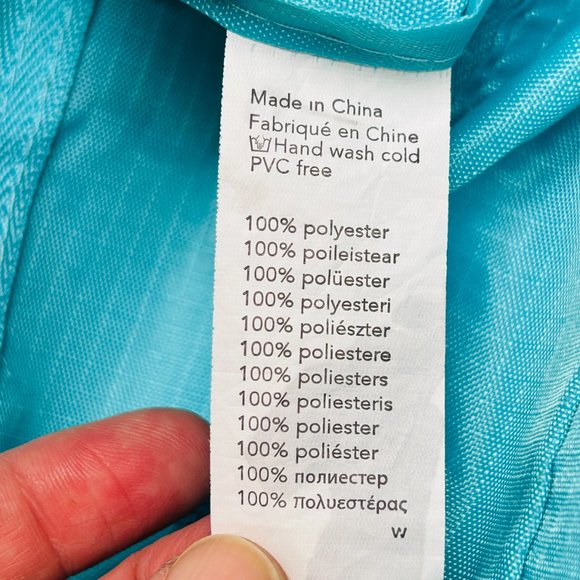 Made in China
Fabriqué en Chine
Hand wash cold
PVC free
100% polyester
100% poileistear
100% polüester
100% polyesteri
100% poliészter
100% poliestere
100% poliesters
100% poliesteris
100% poliester
100% poliéster
100% полиестер
100% πολυεστέρας
w